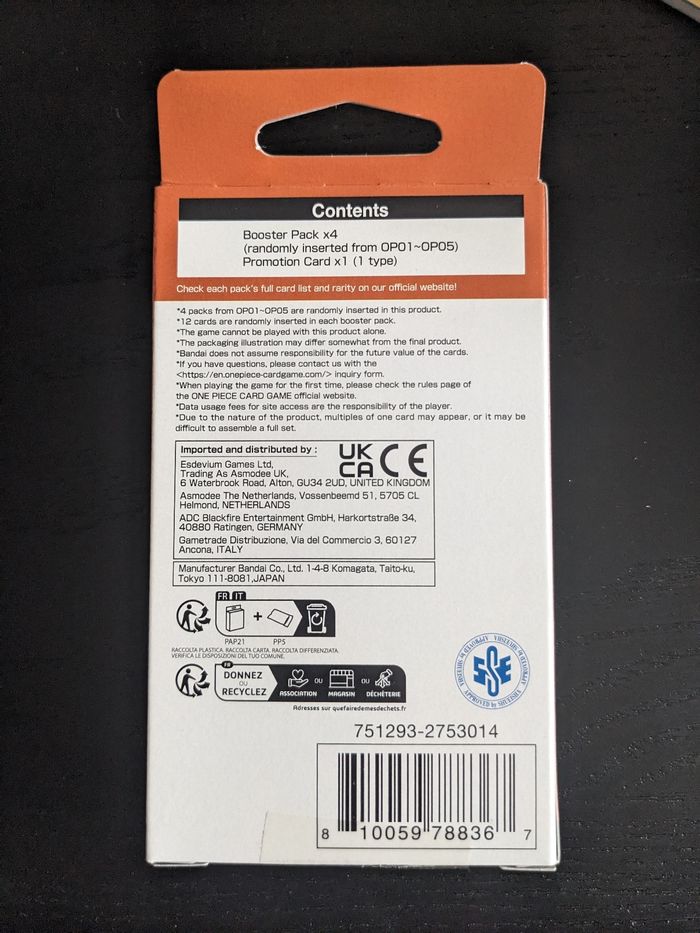 Contents
Booster Pack x4
(randomly inserted from OP01~OP05)
Promotion Card x1 (1 type)
Check each pack's full card list and rarity on our official website!
*4 packs from OP01~OP05 are randomly inserted in this product.
*12 cards are randomly inserted in each booster pack.
*The game cannot be played with this product alone.
*The packaging illustration may differ somewhat from the final product.
*Bandai does not assume responsibility for the future value of the cards.
*If you have questions, please contact us with the
<https://en.onepiece-cardgame.com/> inquiry form.
*When playing the game for the first time, please check the rules page of
the ONE PIECE CARD GAME official website.
*Data usage fees for site access are the responsibility of the player.
*Due to the nature of the product, multiples of one card may appear, or it may be
difficult to assemble a full set.
Imported and distributed by :
UK
CA CE
Esdevium Games Ltd,
Trading As Asmodee UK,
6 Waterbrook Road, Alton, GU34 2UD, UNITED KINGDOM
Asmodee The Netherlands, Vossenbeemd 51, 5705 CL
Helmond, NETHERLANDS
ADC Blackfire Entertainment GmbH, Harkortstraße 34,
40880 Ratingen, GERMANY
Gametrade Distribuzione, Via del Commercio 3, 60127
Ancona, ITALY
Manufacturer Bandai Co., Ltd. 1-4-8 Komagata, Taito-ku,
Tokyo 111-8081,JAPAN
FR IT
+
PAP21 PP5
RACCOLTA PLASTICA. RACCOLTA CARTA. RACCOLTA DIFFERENZIATA.
VERIFICA LE DISPOSIZIONI DEL TUO COMUNE.
FR
DONNEZ
OU
RECYCLEZ
ASSOCIATION OU MAGASIN OU DÉCHÈTERIE
Adresses sur quefairedemesdechets.fr
APPROVED by SHUEISHA
751293-2753014
8 10059 78836 7